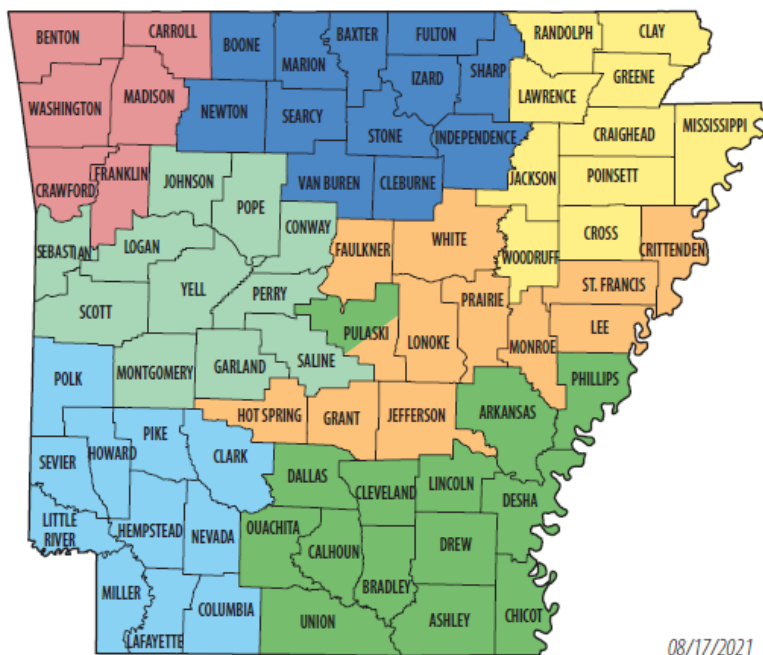 BENTON
CARROLL
BOONE
MARION
BAXTER
FULTON
RANDOLPH
CLAY
WASHINGTON
MADISON
NEWTON
SEARCY
STONE
IZARD
SHARP
LAWRENCE
GREENE
CRAWFORD
FRANKLIN
JOHNSON
POPE
VAN BUREN
CLEBURNE
INDEPENDENCE
JACKSON
CRAIGHEAD
MISSISSIPPI
POINSETT
SEBASTIAN
LOGAN
CONWAY
FAULKNER
WHITE
WOODRUFF
CROSS
CRITTENDEN
SCOTT
YELL
PERRY
PULASKI
LONOKE
PRAIRIE
MONROE
ST. FRANCIS
LEE
POLK
MONTGOMERY
GARLAND
SALINE
PHILLIPS
HOT SPRING
GRANT
JEFFERSON
ARKANSAS
SEVIER
HOWARD
PIKE
CLARK
DALLAS
CLEVELAND
LINCOLN
DESHA
LITTLE
RIVER
HEMPSTEAD
NEVADA
OUACHITA
CALHOUN
BRADLEY
DREW
MILLER
LAFAYETTE
COLUMBIA
UNION
ASHLEY
CHICOT
08/17/2021